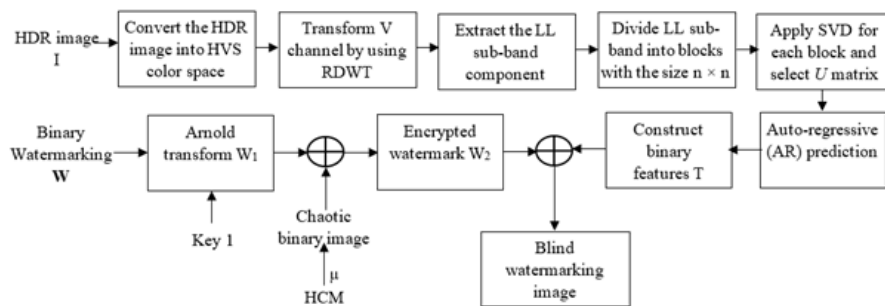 HDR image
I
Convert the HDR
image into HVS
color space
Transform V
channel by using
RDWT
Extract the LL
sub-band
component
Divide LL sub-
band into blocks
with the size n × n
Apply SVD for
each block and
select U matrix
Binary
Watermarking
W
Arnold
transform W₁
Encrypted
watermark W₂
Construct
binary
features T
Auto-regressive
(AR) prediction
Key 1
Chaotic
binary image
μ
HCM
Blind
watermarking
image